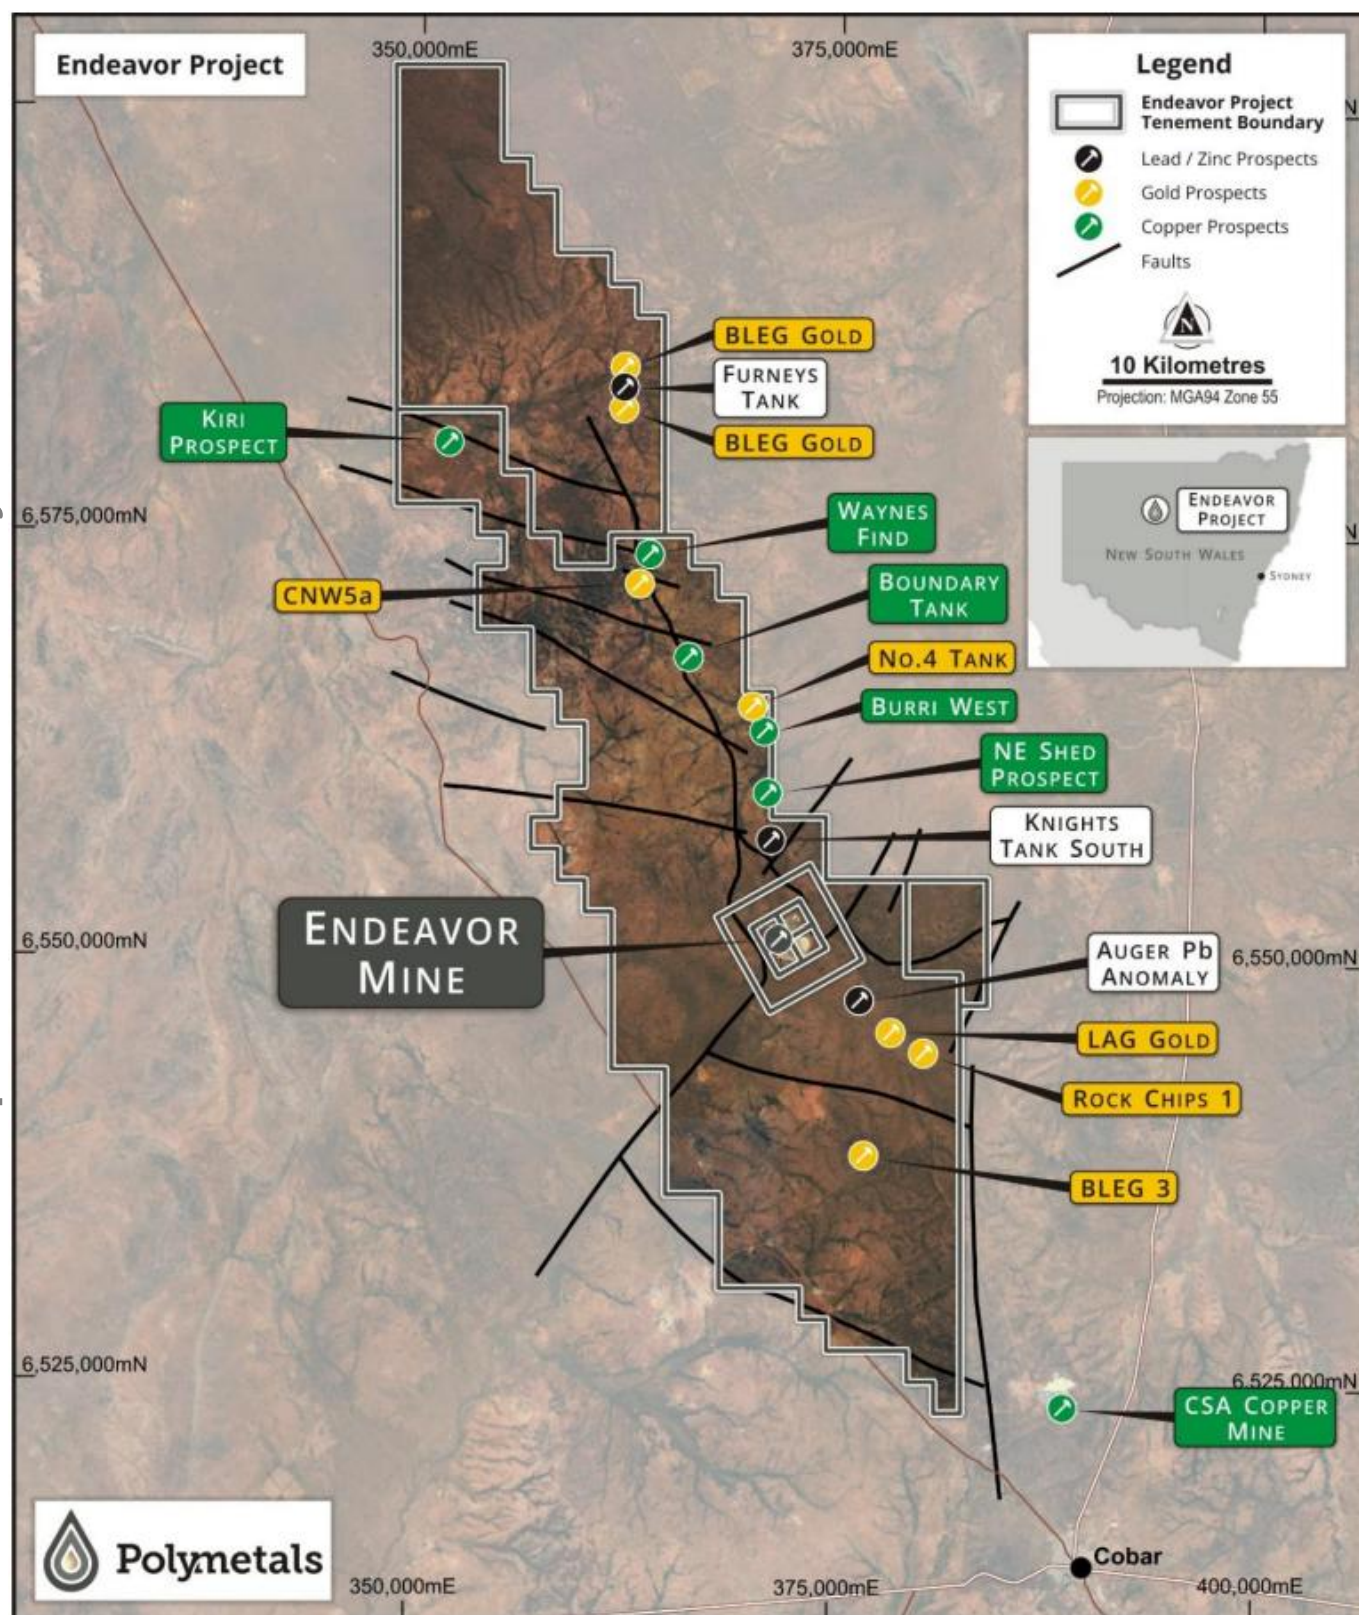 Endeavor Project
350,000mE
375,000mE
Legend
Endeavor Project
Tenement Boundary
Lead / Zinc Prospects
Gold Prospects
Copper Prospects
Faults
N
10 Kilometres
Projection: MGA94 Zone 55
N
N
ENDEAVOR
PROJECT
NEW SOUTH WALES
SYDNEY
BLEG GOLD
FURNEYS
TANK
BLEG GOLD
KIRI
PROSPECT
6,575,000mN
WAYNES
FIND
CNW5a
BOUNDARY
TANK
NO.4 TANK
BURRI WEST
NE SHED
PROSPECT
KNIGHTS
TANK SOUTH
ENDEAVOR
MINE
6,550,000mN
AUGER Pb
ANOMALY
6,550,000mN
LAG GOLD
ROCK CHIPS 1
BLEG 3
6,525,000mN
6,525,000mN
CSA COPPER
MINE
Polymetals
Cobar
350,000mE
375,000mE
400,000mE